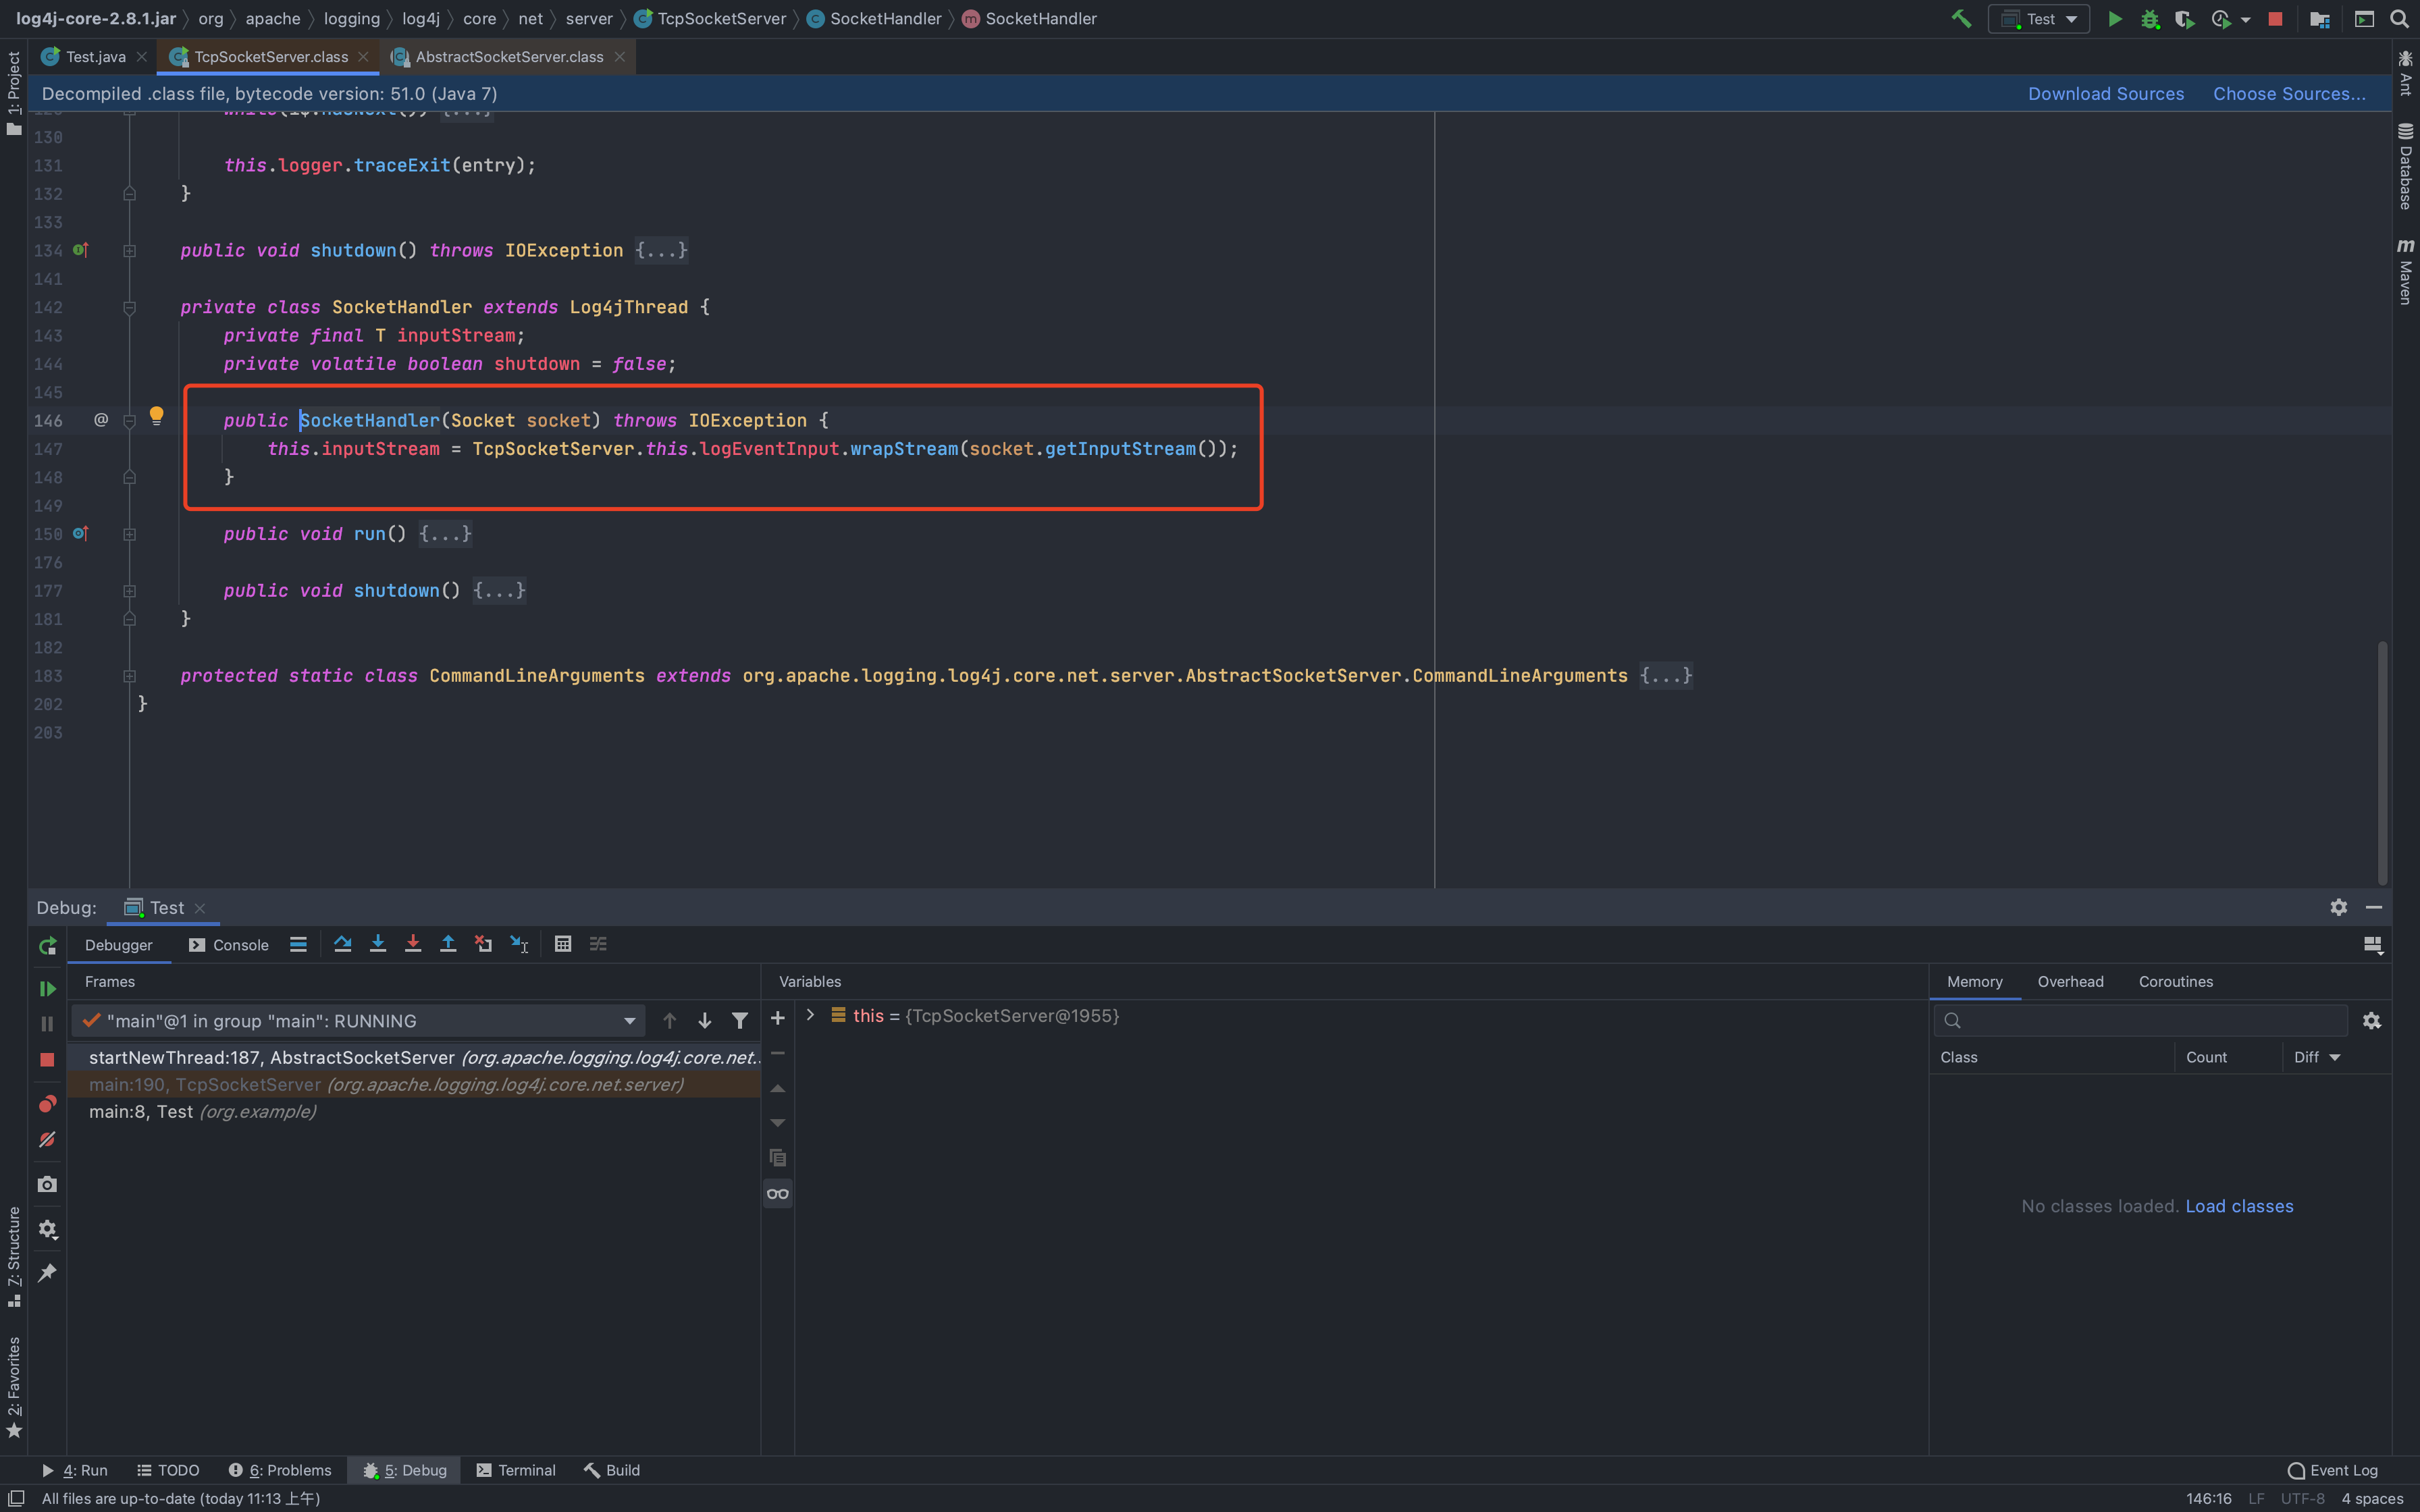 log4j-core-2.8.1.jar org apache logging log4j core net server TcpSocketServer SocketHandler SocketHandler
Test
Test.java TcpSocketServer.class AbstractSocketServer.class
Decompiled .class file, bytecode version: 51.0 (Java 7) Download Sources Choose Sources...
130
131 this.logger.traceExit(entry);
132 }
133
134 public void shutdown() throws IOException {...}
141
142 private class SocketHandler extends Log4jThread {
143 private final T inputStream;
144 private volatile boolean shutdown = false;
145
146 @ public SocketHandler(Socket socket) throws IOException {
147 this.inputStream = TcpSocketServer.this.logEventInput.wrapStream(socket.getInputStream());
148 }
149
150 public void run() {...}
176
177 public void shutdown() {...}
181 }
182
183 protected static class CommandLineArguments extends org.apache.logging.log4j.core.net.server.AbstractSocketServer.CommandLineArguments {...}
202 }
203
1: Project
7: Structure
2: Favorites
Ant
Database
m Maven
Debug: Test
Debugger Console
Frames
"main"@1 in group "main": RUNNING
startNewThread:187, AbstractSocketServer (org.apache.logging.log4j.core.net.
main:190, TcpSocketServer (org.apache.logging.log4j.core.net.server)
main:8, Test (org.example)
Variables
this = {TcpSocketServer@1955}
Memory Overhead Coroutines
Class Count Diff
No classes loaded. Load classes
4: Run TODO 6: Problems 5: Debug Terminal Build Event Log
All files are up-to-date (today 11:13 上午) 146:16 LF UTF-8 4 spaces